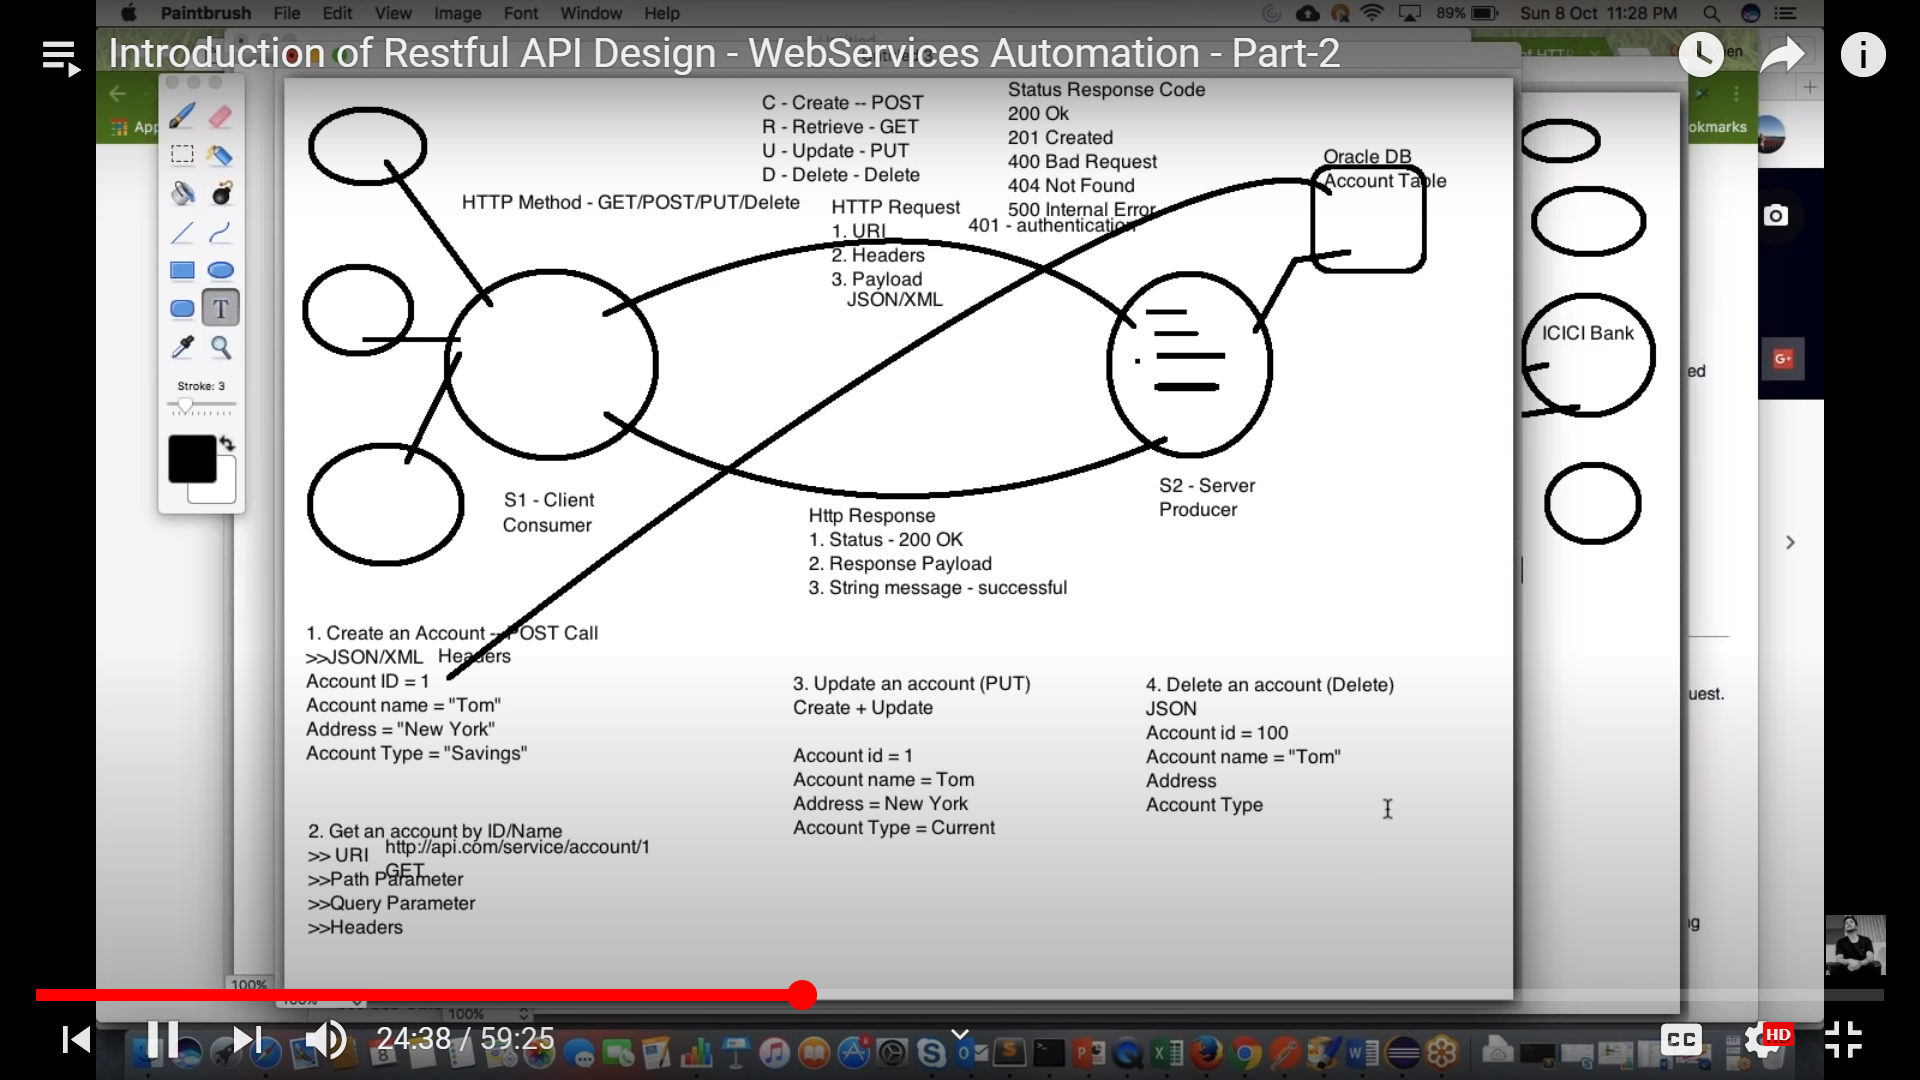 Paintbrush File Edit View Image Font Window Help
89% Sun 8 Oct 11:28 PM
Introduction of Restful API Design - WebServices Automation - Part-2
C - Create -- POST
R - Retrieve - GET
U - Update - PUT
D - Delete - Delete
Status Response Code
200 Ok
201 Created
400 Bad Request
404 Not Found
500 Internal Error
401 - authentication
Oracle DB
Account Table
HTTP Method - GET/POST/PUT/Delete
HTTP Request
1. URI
2. Headers
3. Payload
JSON/XML
okmarks
ICICI Bank
ed
Stroke: 3
S1 - Client
Consumer
S2 - Server
Producer
Http Response
1. Status - 200 OK
2. Response Payload
3. String message - successful
1. Create an Account -- POST Call
>>JSON/XML Headers
Account ID = 1
Account name = "Tom"
Address = "New York"
Account Type = "Savings"
2. Get an account by ID/Name
>> URI http://api.com/service/account/1
GET
>>Path Parameter
>>Query Parameter
>>Headers
3. Update an account (PUT)
Create + Update
Account id = 1
Account name = Tom
Address = New York
Account Type = Current
4. Delete an account (Delete)
JSON
Account id = 100
Account name = "Tom"
Address
Account Type
uest.
100%
100%
24:38 / 59:25
CC
HD